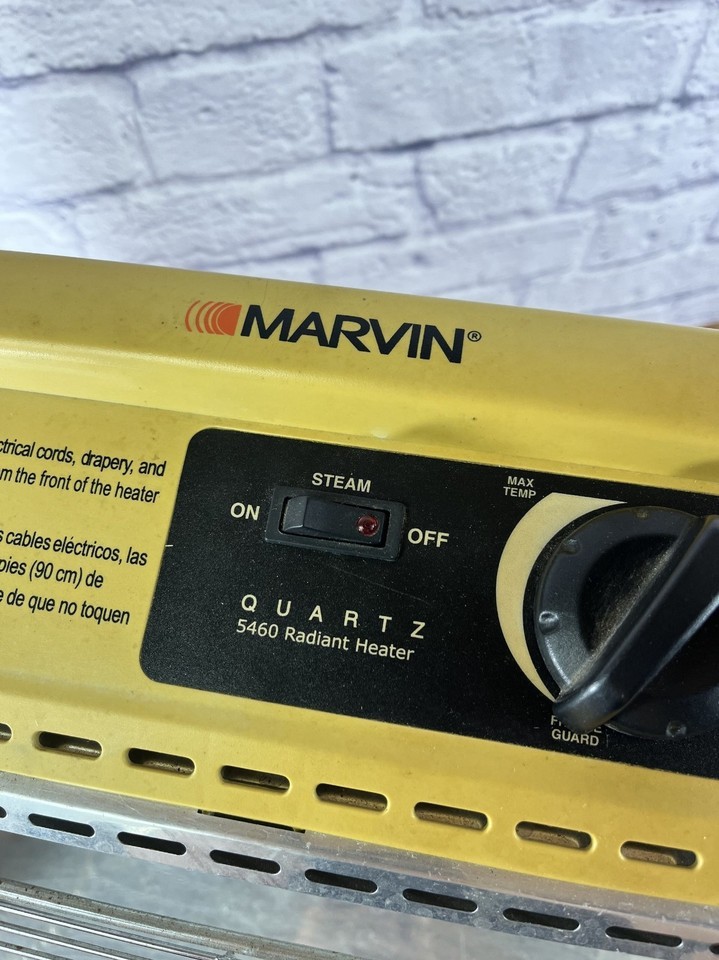 MARVIN®
ctrical cords, drapery, and
m the front of the heater
s cables eléctricos, las
pies (90 cm) de
e de que no toquen
STEAM
ON
OFF
QUARTZ
5460 Radiant Heater
MAX
TEMP
GUARD